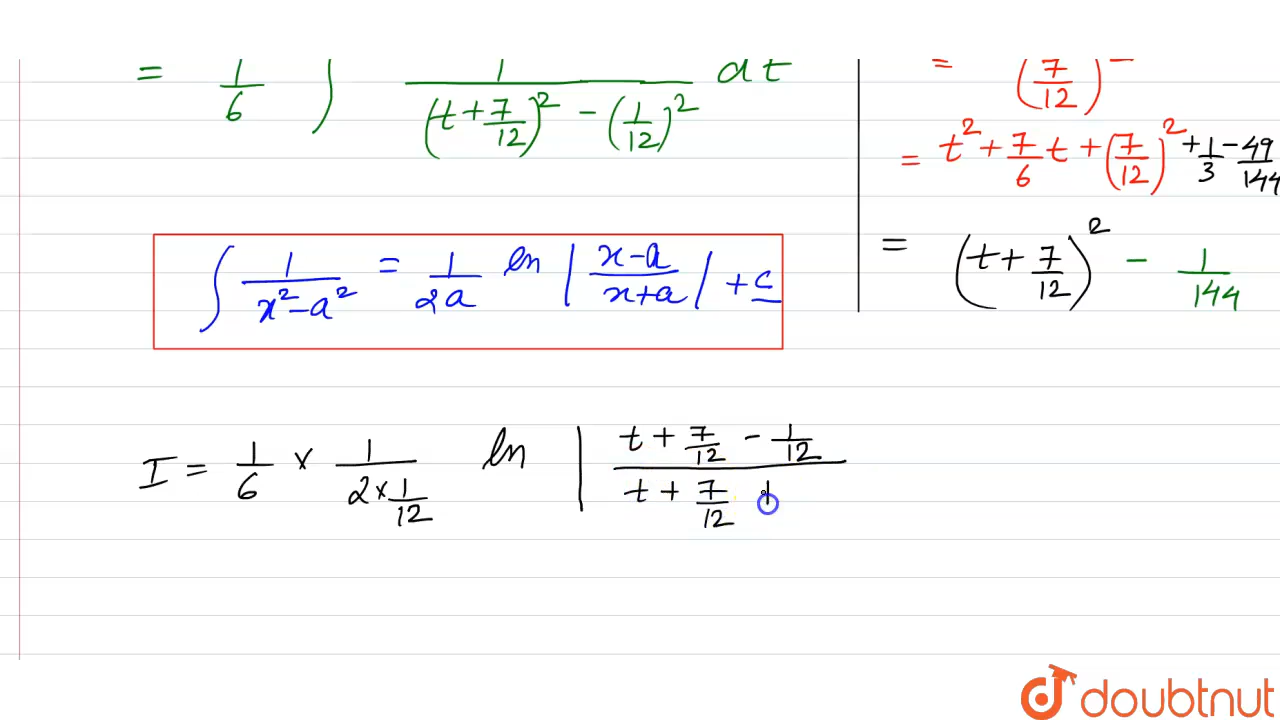 = 1/6 ∫ 1/((t+7/12)² - (1/12)²) dt
= (7/12)²
= t² + 7/6 t + (7/12)² + 1/3 - 49/144
= (t + 7/12)² - 1/144
∫ 1/(x²-a²) = 1/2a ln |(x-a)/(x+a)| + c
I = 1/6 × 1/(2×1/12) ln | (t + 7/12 - 1/12)/(t + 7/12
doubtnut